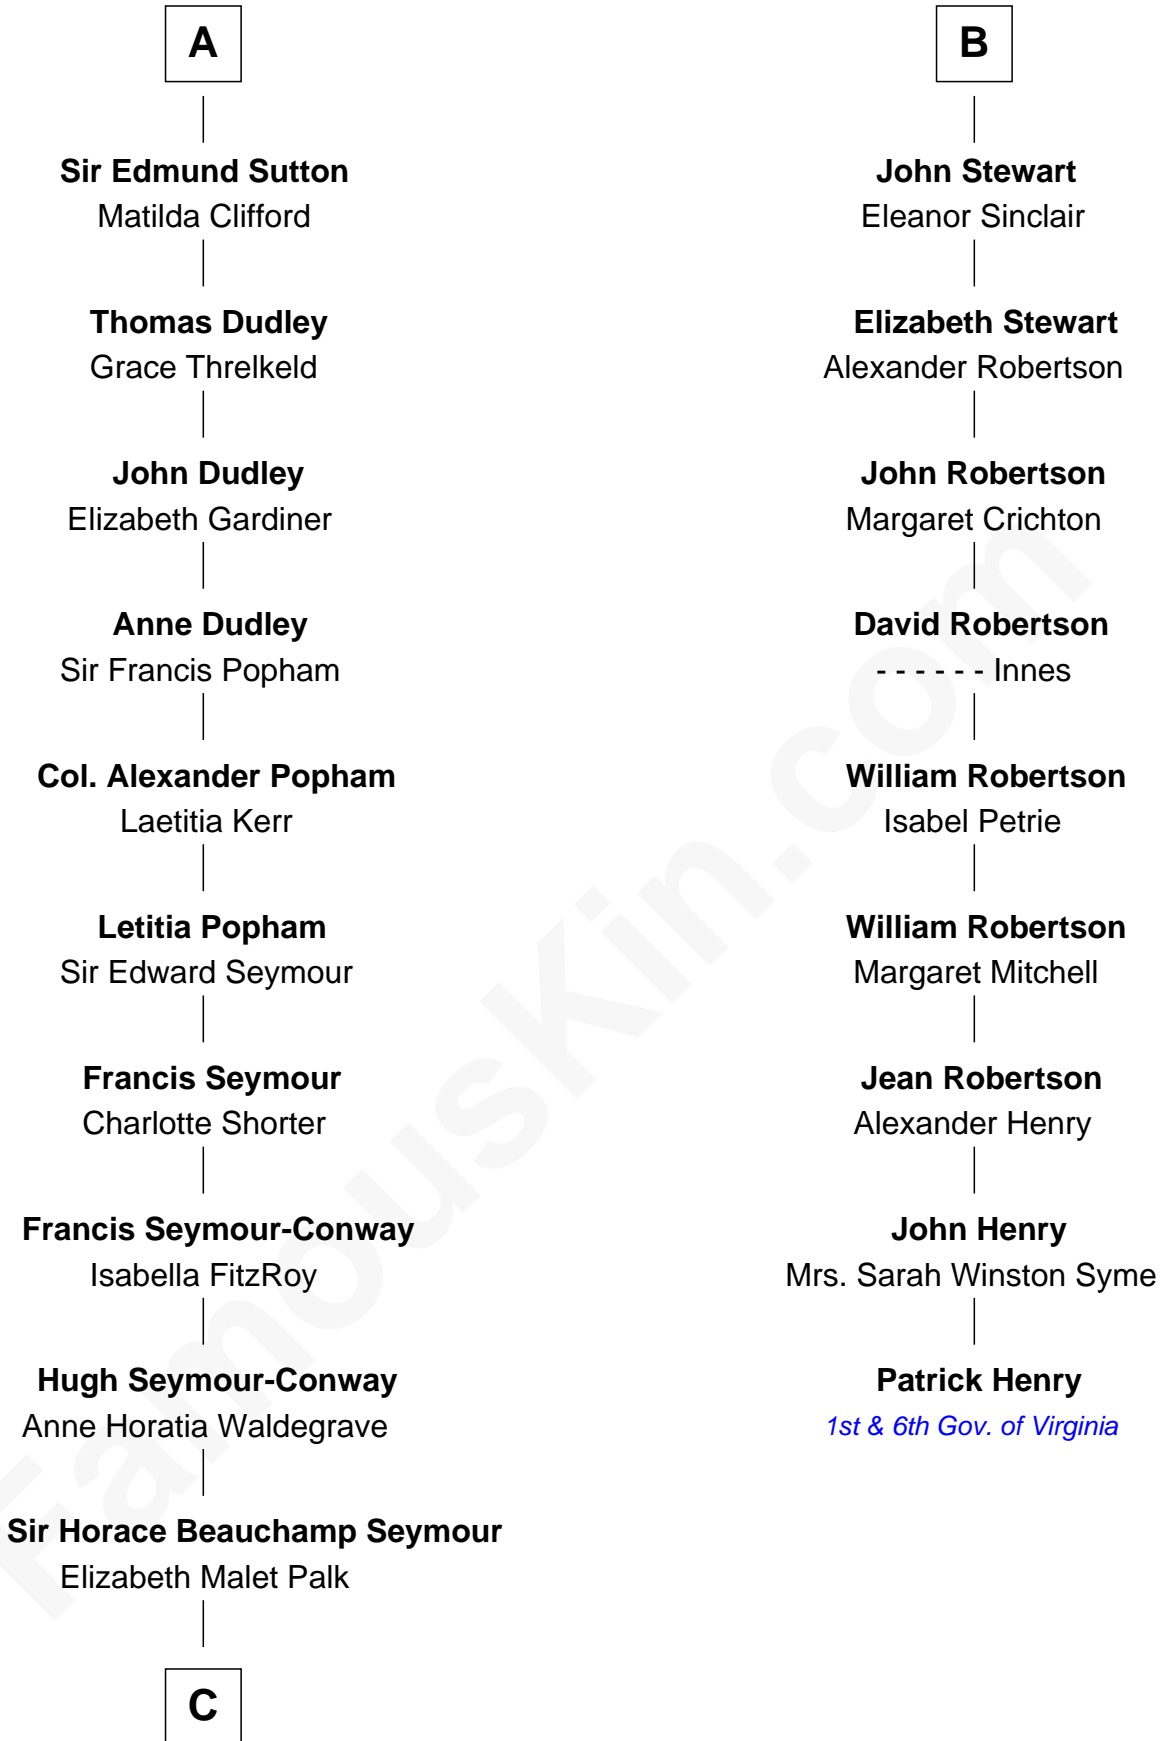 A
Sir Edmund Sutton
Matilda Clifford
Thomas Dudley
Grace Threlkeld
John Dudley
Elizabeth Gardiner
Anne Dudley
Sir Francis Popham
Col. Alexander Popham
Laetitia Kerr
Letitia Popham
Sir Edward Seymour
Francis Seymour
Charlotte Shorter
Francis Seymour-Conway
Isabella FitzRoy
Hugh Seymour-Conway
Anne Horatia Waldegrave
Sir Horace Beauchamp Seymour
Elizabeth Malet Palk
C
B
John Stewart
Eleanor Sinclair
Elizabeth Stewart
Alexander Robertson
John Robertson
Margaret Crichton
David Robertson
- - - - - - Innes
William Robertson
Isabel Petrie
William Robertson
Margaret Mitchell
Jean Robertson
Alexander Henry
John Henry
Mrs. Sarah Winston Syme
Patrick Henry
1st & 6th Gov. of Virginia
FamousKin.com